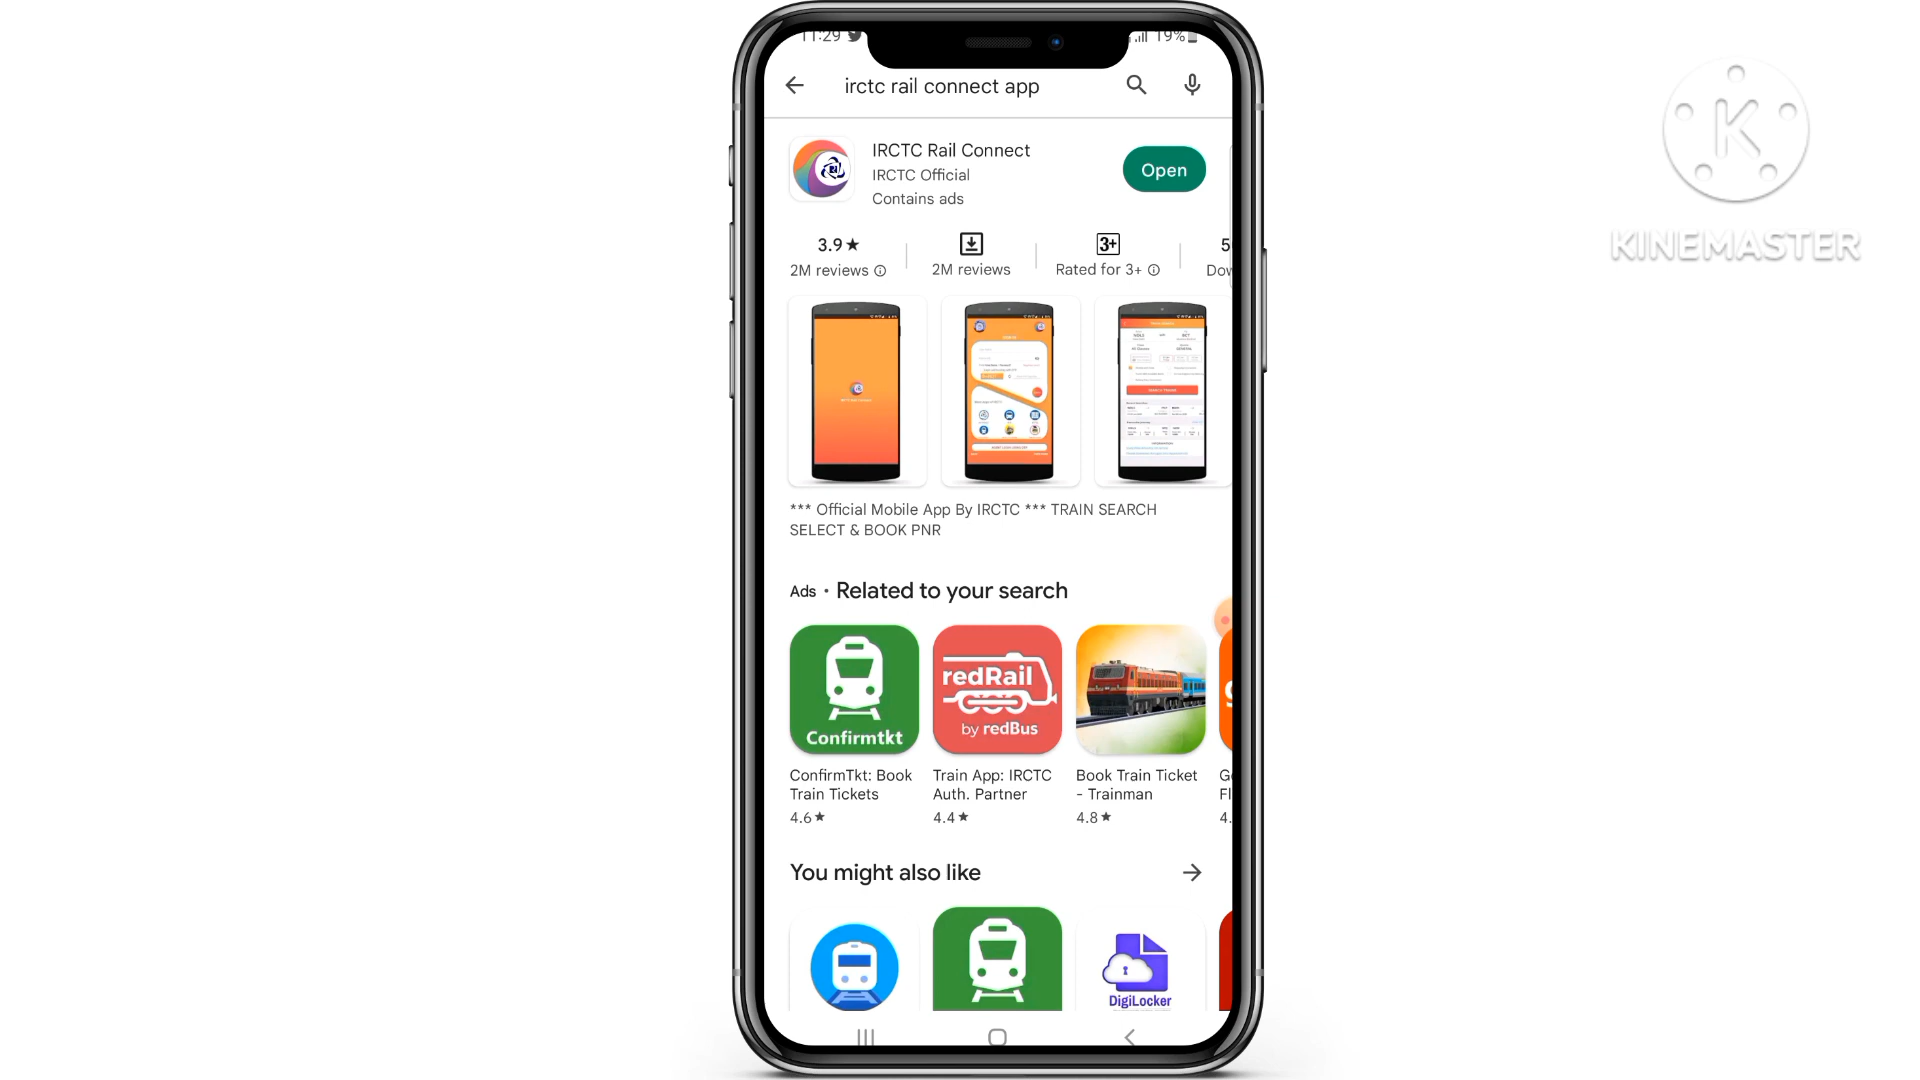 11:29
19%
irctc rail connect app
IRCTC Rail Connect
IRCTC Official
Contains ads
Open
3.9★
2M reviews
2M reviews
3+
Rated for 3+
5
Dow
*** Official Mobile App By IRCTC *** TRAIN SEARCH
SELECT & BOOK PNR
Ads • Related to your search
Confirmtkt
redRail
by redBus
ConfirmTkt: Book
Train Tickets
4.6★
Train App: IRCTC
Auth. Partner
4.4★
Book Train Ticket
- Trainman
4.8★
4.
You might also like
DigiLocker
K
KINEMASTER